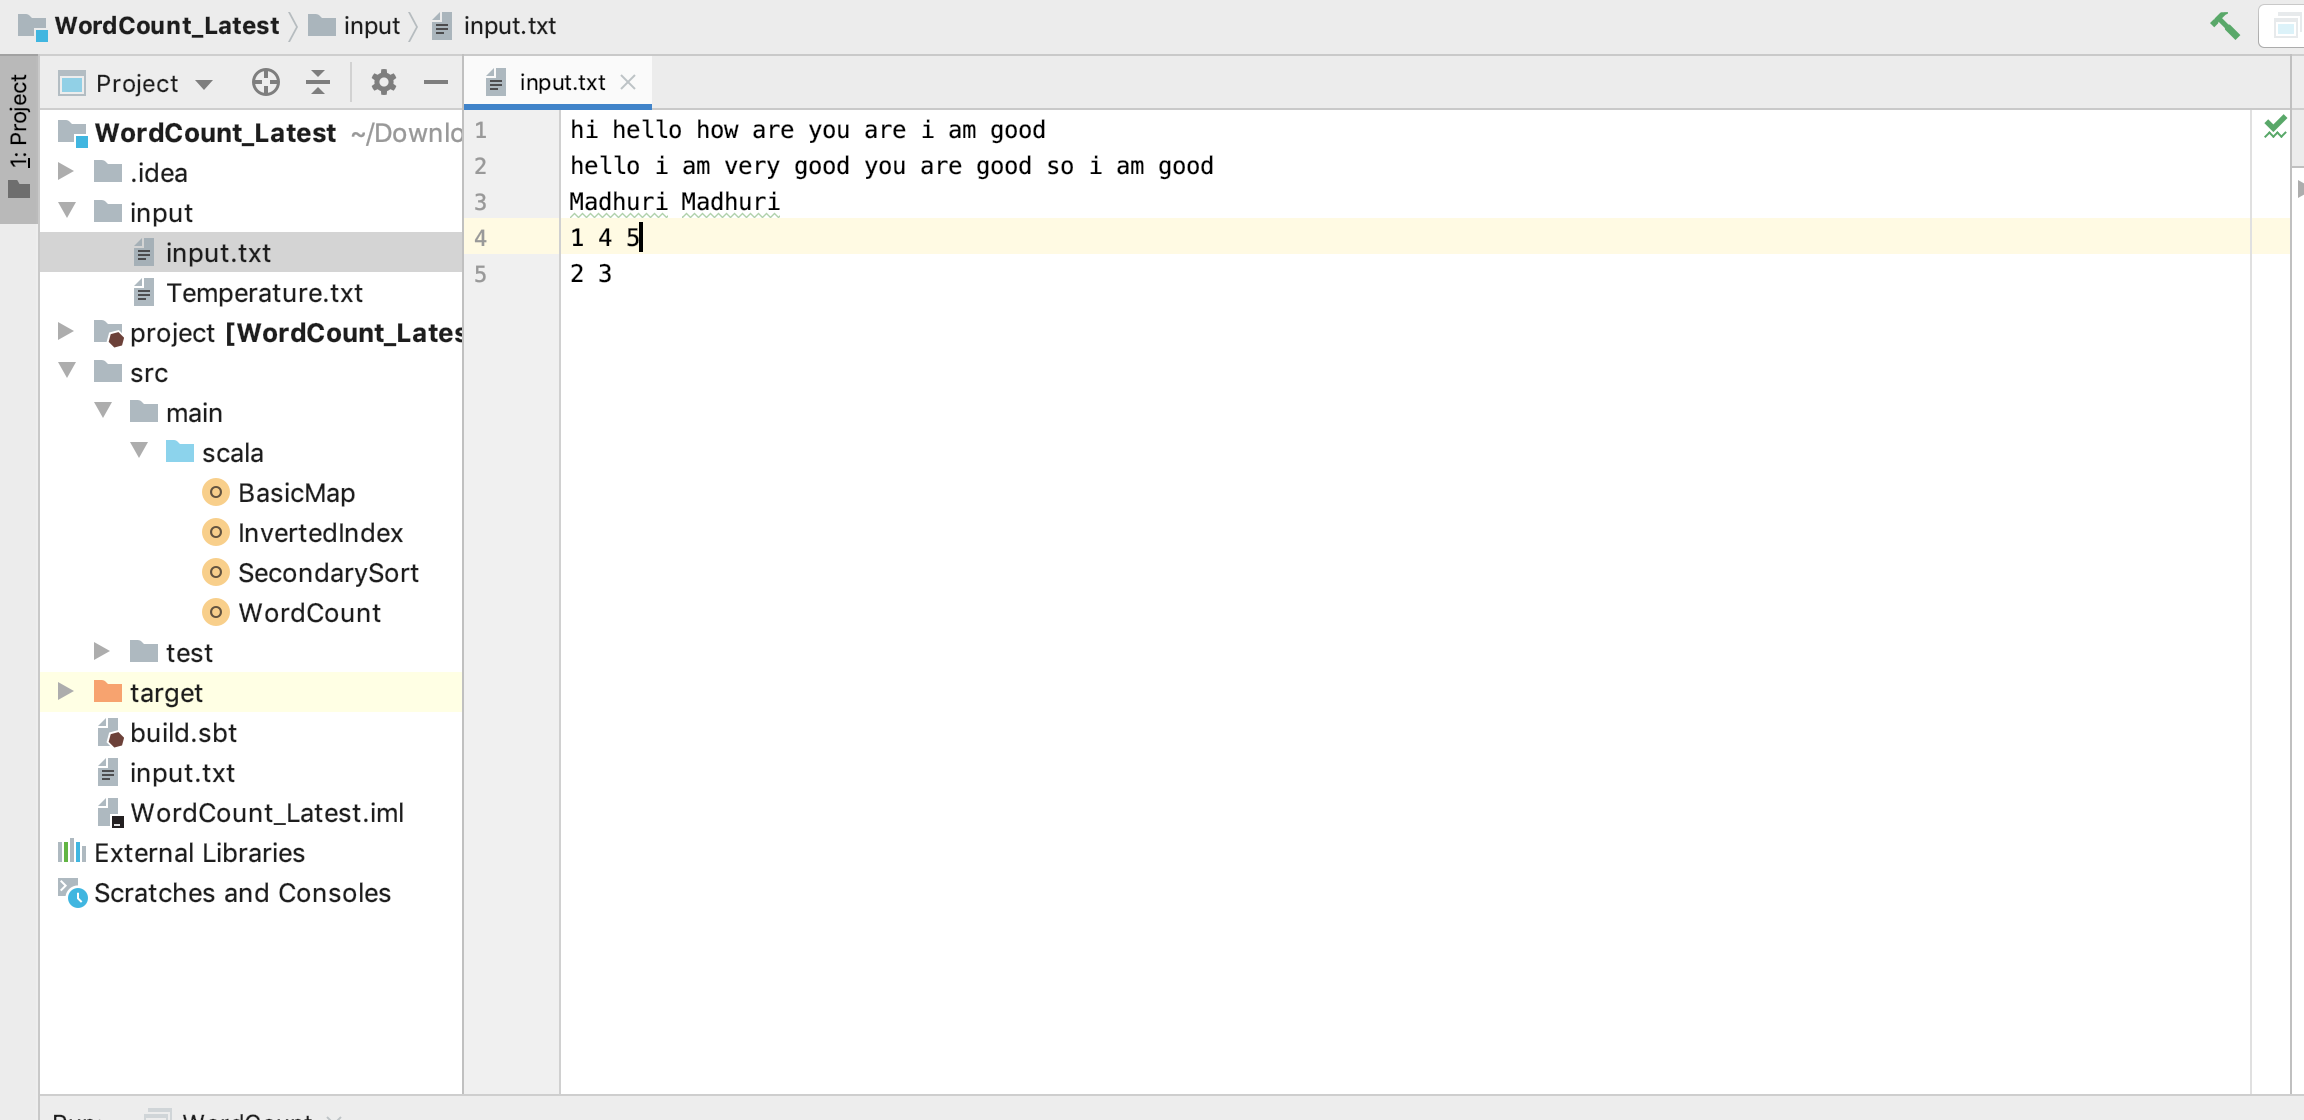 WordCount_Latest input input.txt
1: Project
Project
input.txt
WordCount_Latest ~/Downlo
.idea
input
input.txt
Temperature.txt
project [WordCount_Lates
src
main
scala
BasicMap
InvertedIndex
SecondarySort
WordCount
test
target
build.sbt
input.txt
WordCount_Latest.iml
External Libraries
Scratches and Consoles
1 hi hello how are you are i am good
2 hello i am very good you are good so i am good
3 Madhuri Madhuri
4 1 4 5
5 2 3
Run: WordCount